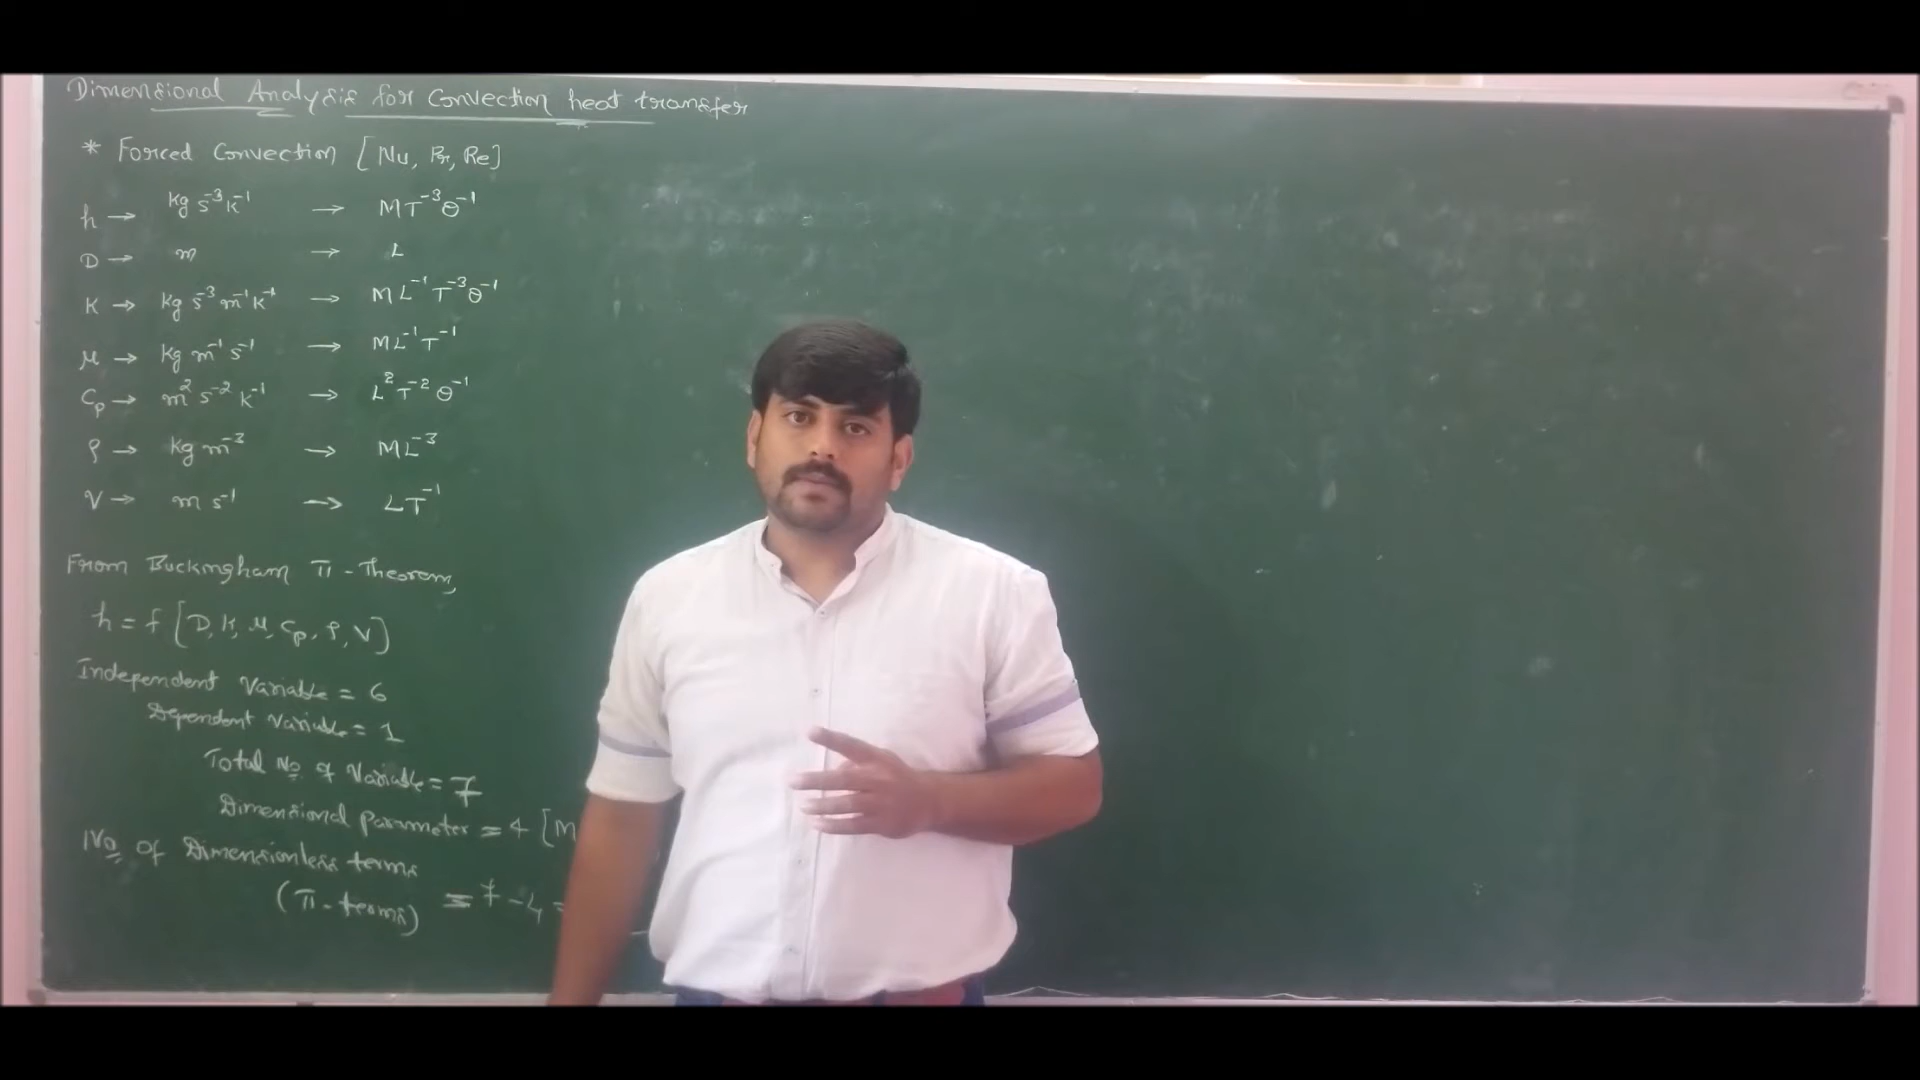 Dimensional Analysis for Convection heat transfer
* Forced Convection [Nu, Pr, Re]
h → kg s⁻³ k⁻¹ → MT⁻³θ⁻¹
D → m → L
K → kg s⁻³ m⁻¹ k⁻¹ → ML⁻¹T⁻³θ⁻¹
μ → kg m⁻¹ s⁻¹ → ML⁻¹T⁻¹
Cp → m² s⁻² k⁻¹ → L²T⁻²θ⁻¹
ρ → kg m⁻³ → ML⁻³
V → m s⁻¹ → LT⁻¹
From Buckingham π-Theorem,
h = f [D, K, μ, Cp, ρ, V]
Independent Variable = 6
Dependent Variable = 1
Total No of Variable = 7
Dimensional parameter = 4 [M
No of Dimensionless terms
(π-terms) = 7-4 =